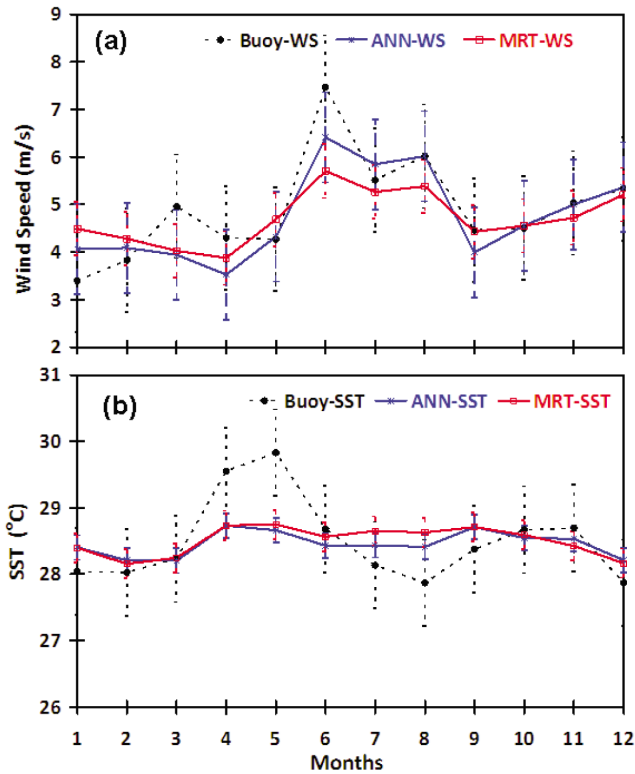 9
(a)
Buoy-WS
ANN-WS
MRT-WS
8
7
6
5
4
3
2
Wind Speed (m/s)
31
(b)
Buoy-SST
ANN-SST
MRT-SST
30
29
28
27
26
SST (°C)
1 2 3 4 5 6 7 8 9 10 11 12
Months